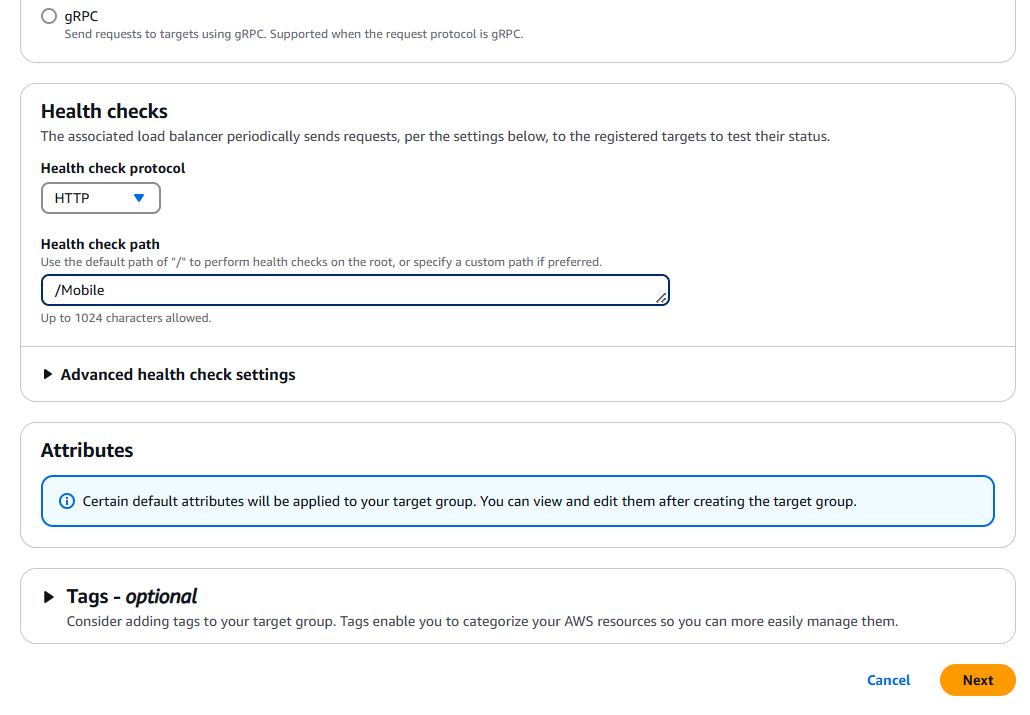 gRPC
Send requests to targets using gRPC. Supported when the request protocol is gRPC.
Health checks
The associated load balancer periodically sends requests, per the settings below, to the registered targets to test their status.
Health check protocol
HTTP
Health check path
Use the default path of "/" to perform health checks on the root, or specify a custom path if preferred.
/Mobile
Up to 1024 characters allowed.
Advanced health check settings
Attributes
Certain default attributes will be applied to your target group. You can view and edit them after creating the target group.
Tags - optional
Consider adding tags to your target group. Tags enable you to categorize your AWS resources so you can more easily manage them.
Cancel
Next